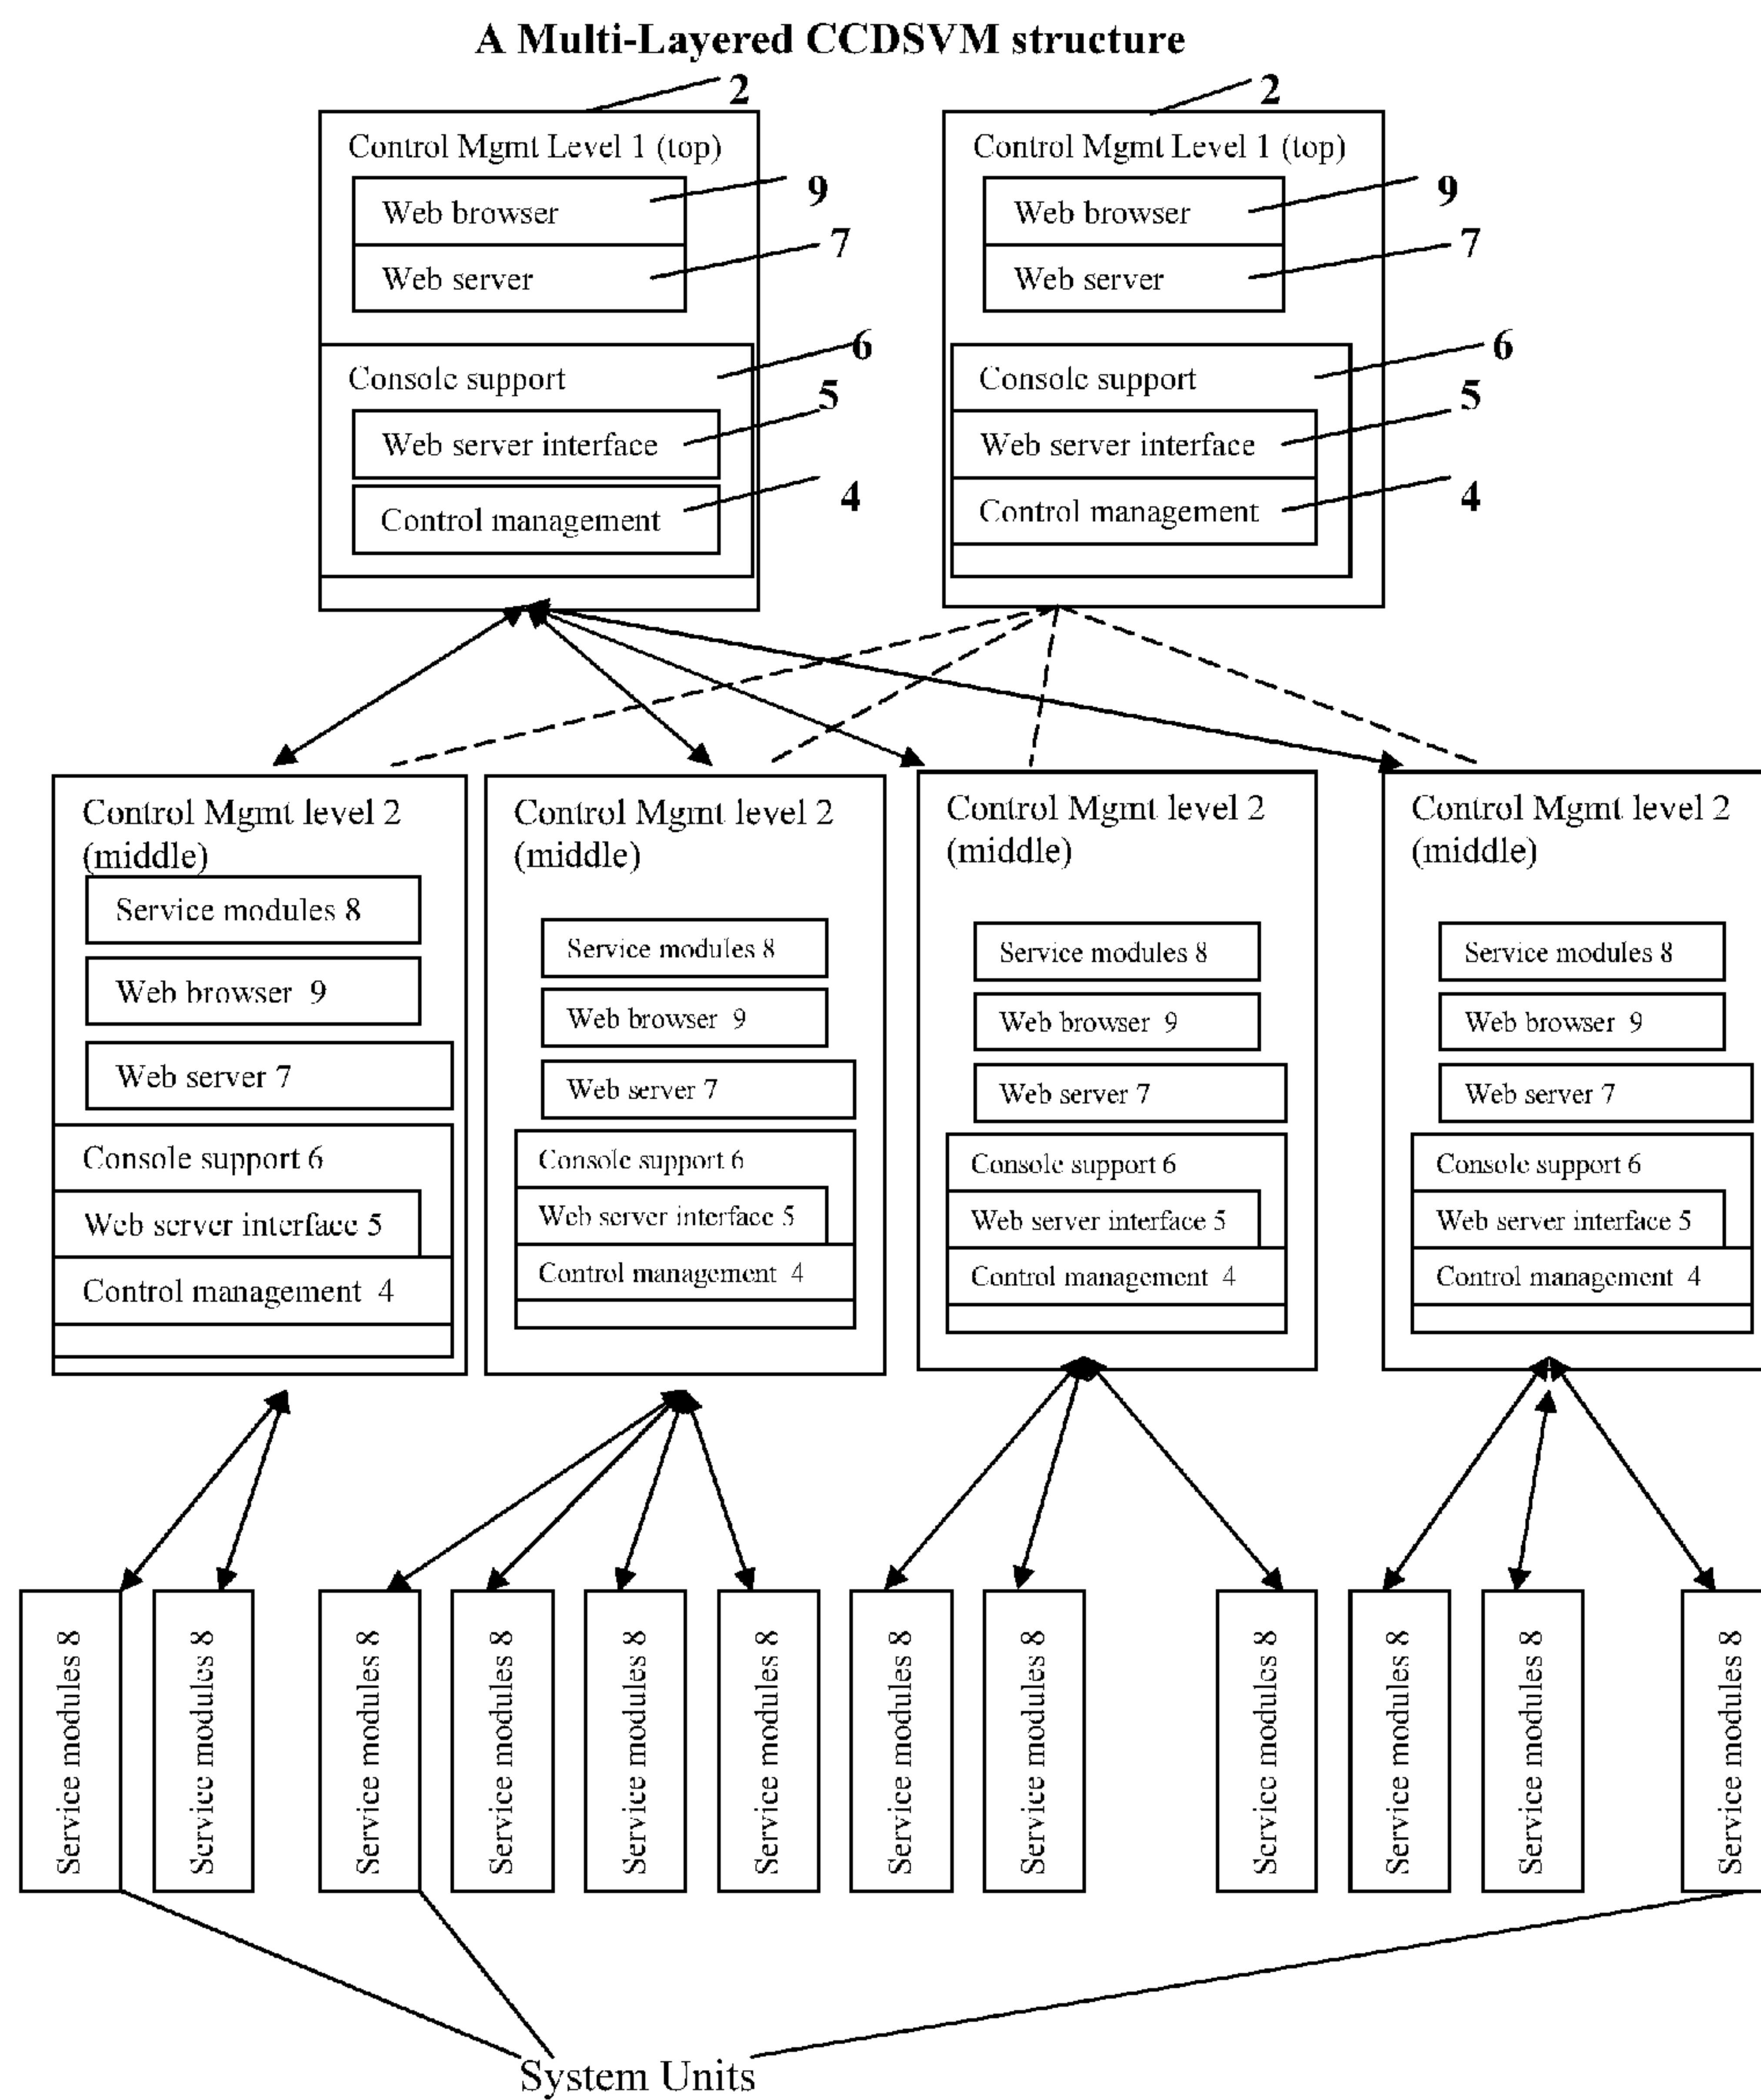 A Multi-Layered CCDSVM structure
2
Control Mgmt Level 1 (top)
Web browser
9
Web server
7
Console support
6
Web server interface
5
Control management
4
2
Control Mgmt Level 1 (top)
Web browser
9
Web server
7
Console support
6
Web server interface
5
Control management
4
Control Mgmt level 2
(middle)
Service modules 8
Web browser 9
Web server 7
Console support 6
Web server interface 5
Control management 4
Control Mgmt level 2
(middle)
Service modules 8
Web browser 9
Web server 7
Console support 6
Web server interface 5
Control management 4
Control Mgmt level 2
(middle)
Service modules 8
Web browser 9
Web server 7
Console support 6
Web server interface 5
Control management 4
Control Mgmt level 2
(middle)
Service modules 8
Web browser 9
Web server 7
Console support 6
Web server interface 5
Control management 4
Service modules 8
Service modules 8
Service modules 8
Service modules 8
Service modules 8
Service modules 8
Service modules 8
Service modules 8
Service modules 8
Service modules 8
Service modules 8
Service modules 8
System Units